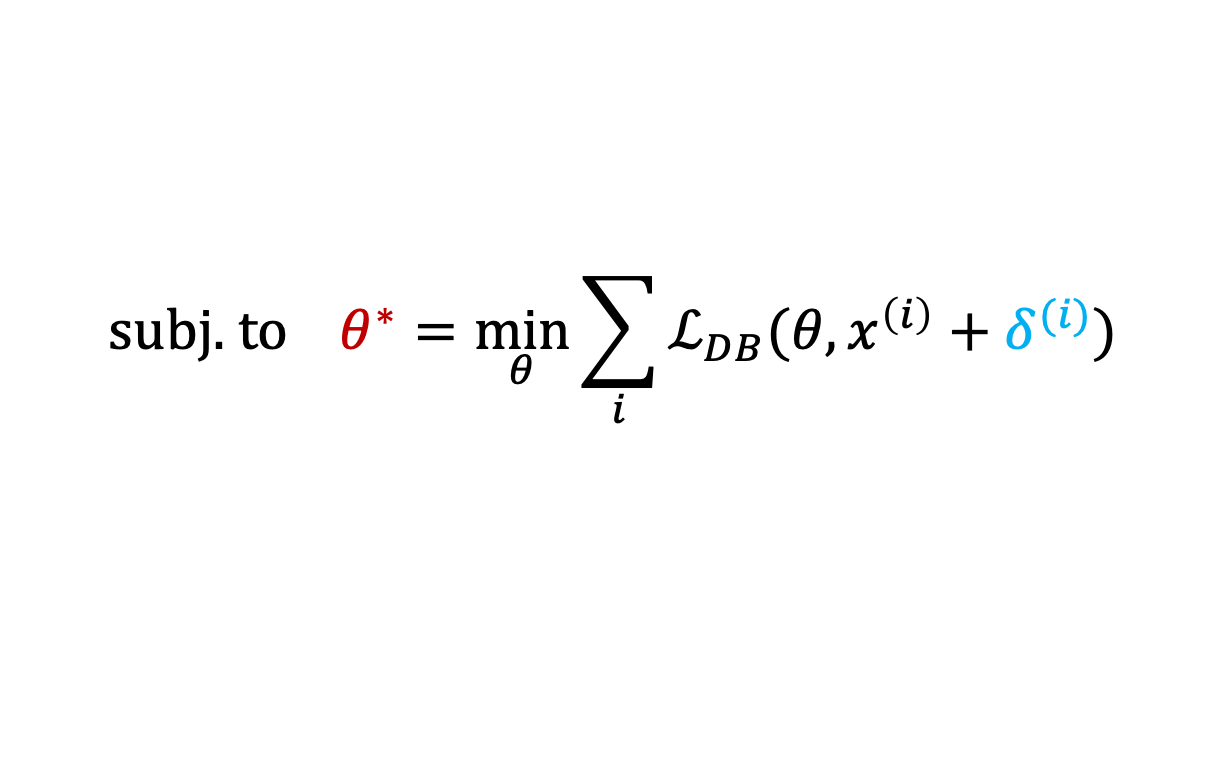 subj. to θ* = min_θ ∑_i ℒ_DB(θ, x^(i) + δ^(i))